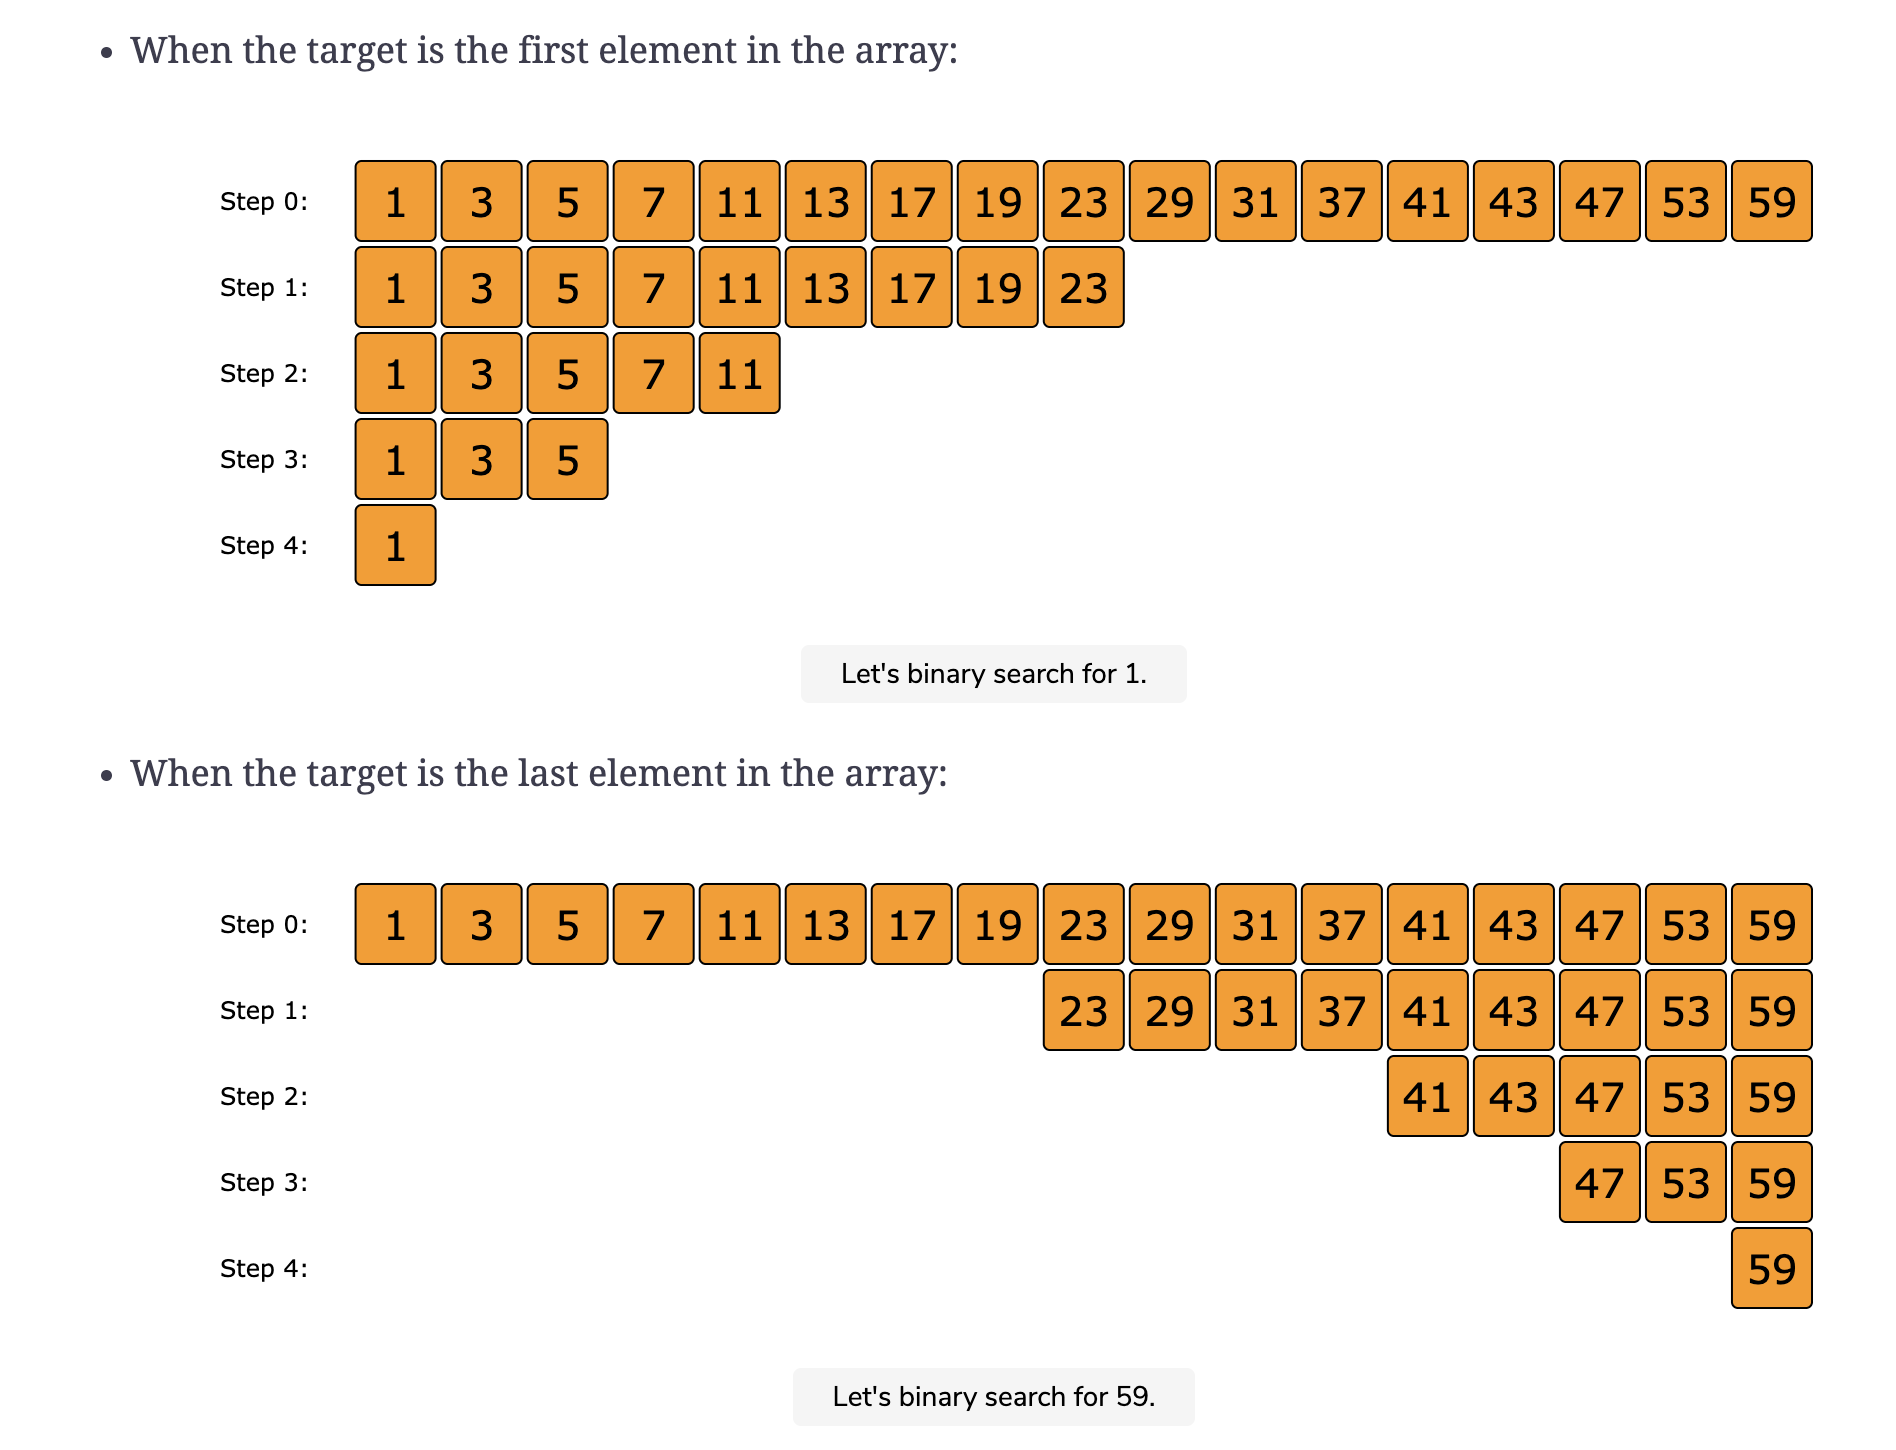 • When the target is the first element in the array:
Step 0: 1 3 5 7 11 13 17 19 23 29 31 37 41 43 47 53 59
Step 1: 1 3 5 7 11 13 17 19 23
Step 2: 1 3 5 7 11
Step 3: 1 3 5
Step 4: 1
Let's binary search for 1.
• When the target is the last element in the array:
Step 0: 1 3 5 7 11 13 17 19 23 29 31 37 41 43 47 53 59
Step 1: 23 29 31 37 41 43 47 53 59
Step 2: 41 43 47 53 59
Step 3: 47 53 59
Step 4: 59
Let's binary search for 59.